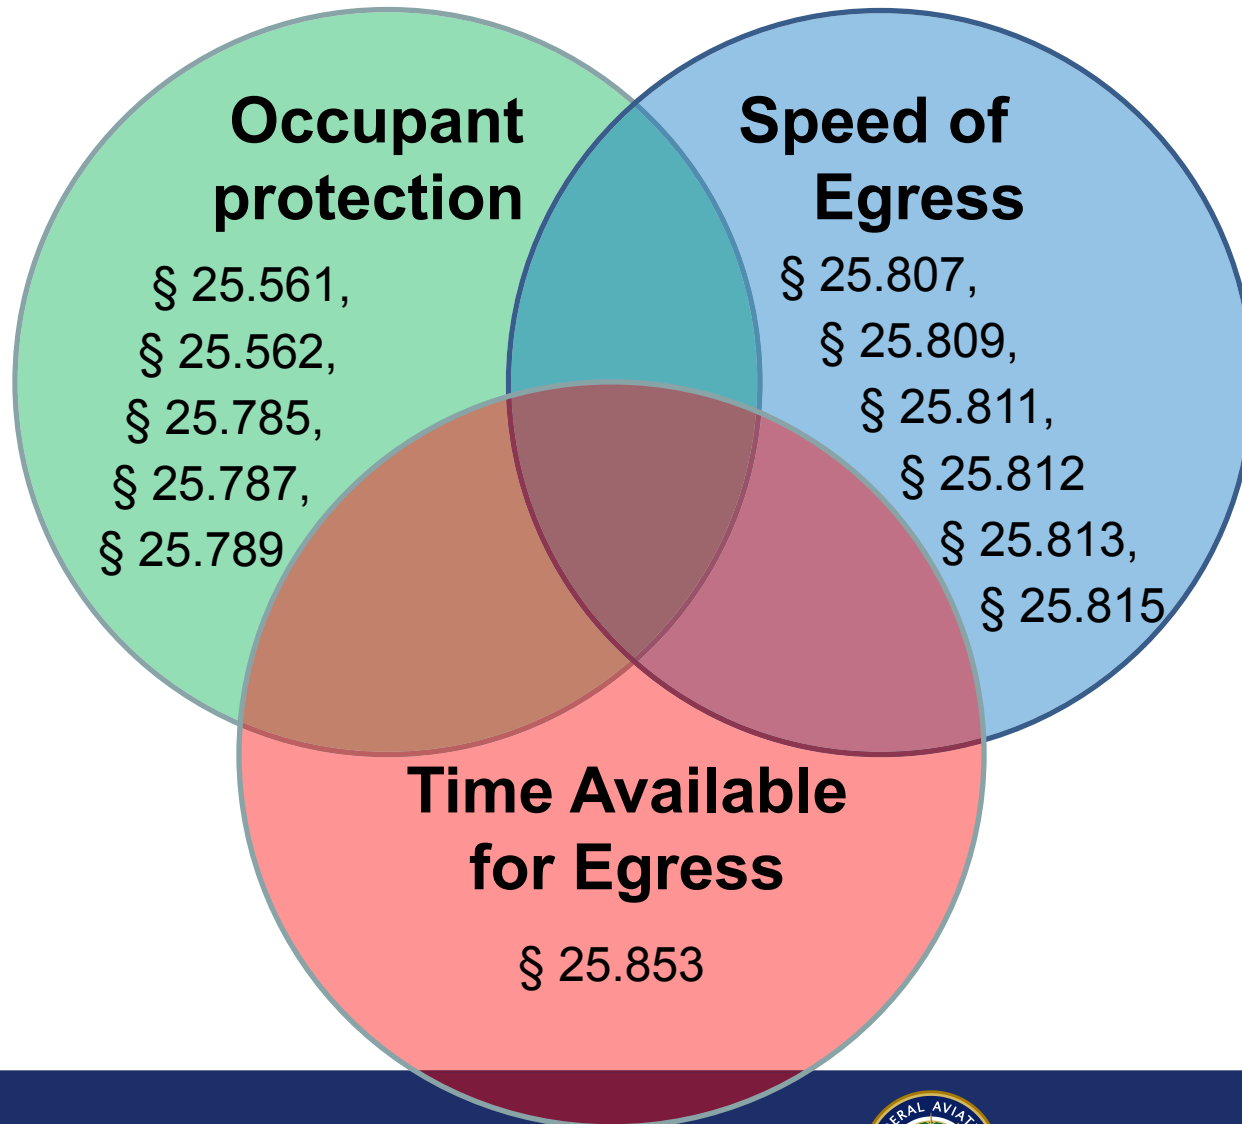 Occupant
protection
§ 25.561,
§ 25.562,
§ 25.785,
§ 25.787,
§ 25.789
Speed of
Egress
§ 25.807,
§ 25.809,
§ 25.811,
§ 25.812
§ 25.813,
§ 25.815
Time Available
for Egress
§ 25.853